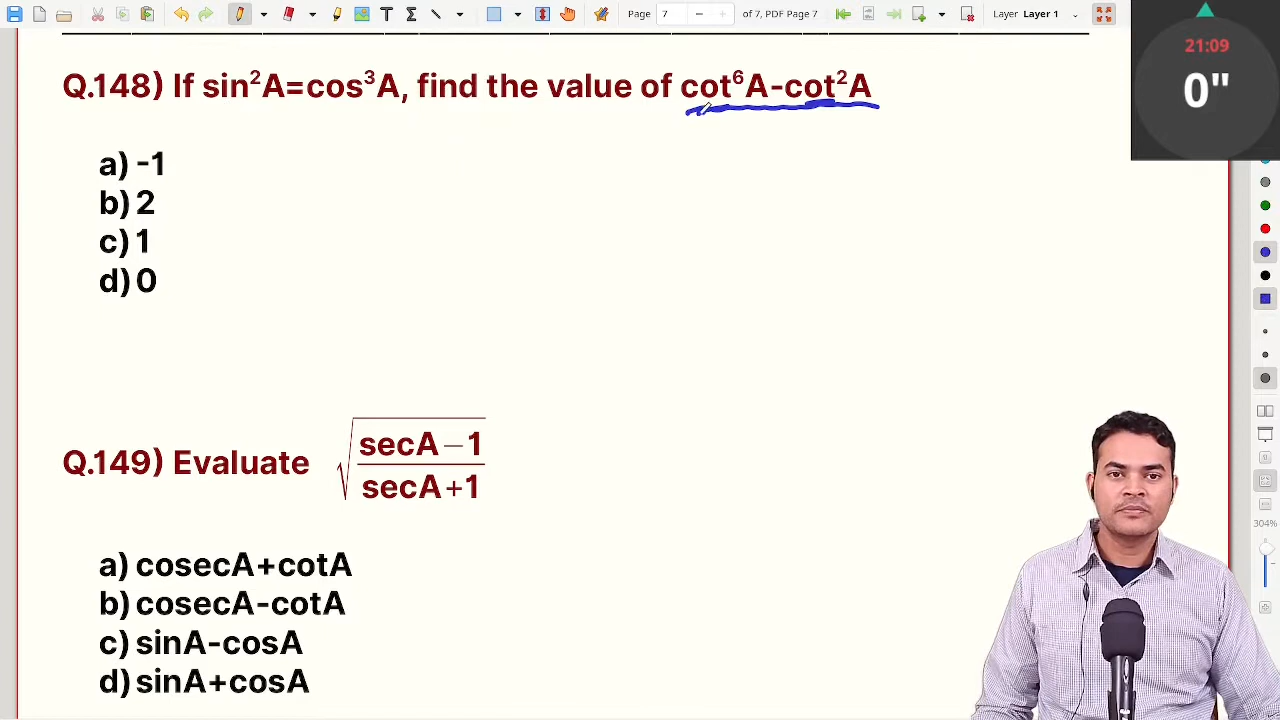 Page 7 of 7 PDF Page 7 Layer Layer 1
21:09
0"
Q.148) If sin²A=cos³A, find the value of cot⁶A-cot²A
a) -1
b) 2
c) 1
d) 0
Q.149) Evaluate √((secA−1)/(secA+1))
a) cosecA+cotA
b) cosecA-cotA
c) sinA-cosA
d) sinA+cosA
304%